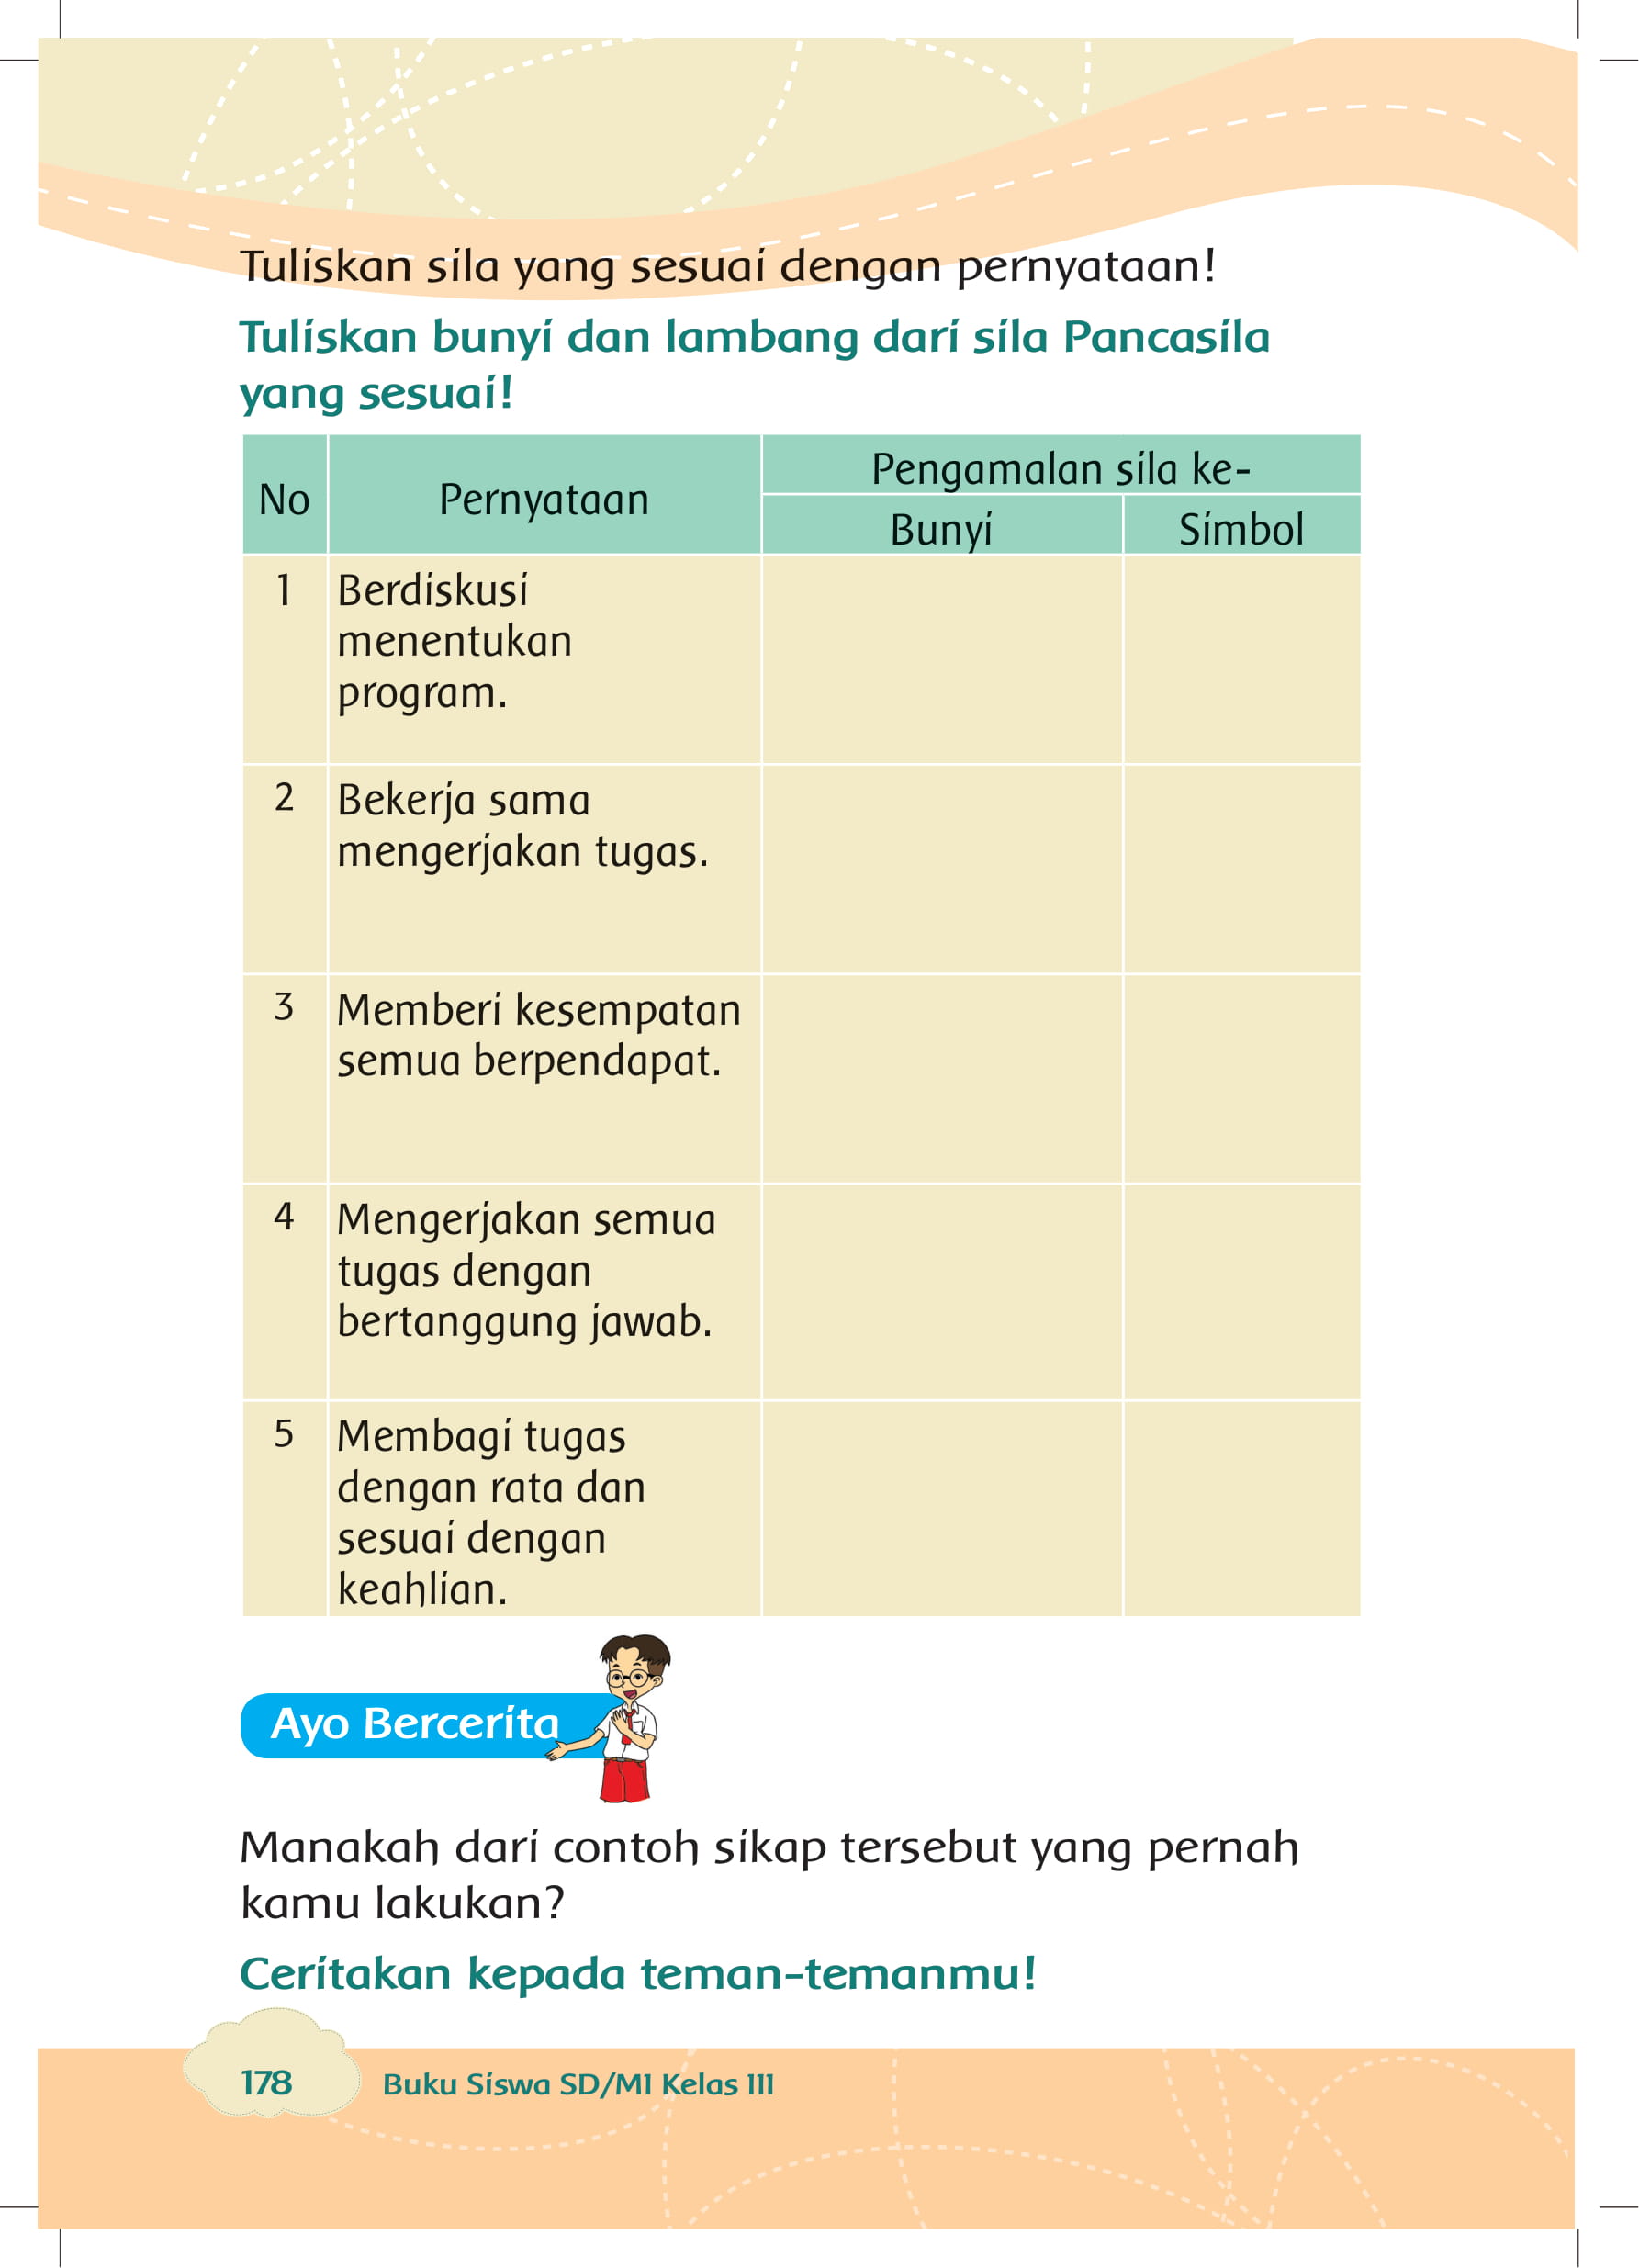 Tuliskan sila yang sesuai dengan pernyataan!
Tuliskan bunyi dan lambang dari sila Pancasila
yang sesuai!
No
Pernyataan
Pengamalan sila ke-
Bunyi
Simbol
1
Berdiskusi
menentukan
program.
2
Bekerja sama
mengerjakan tugas.
3
Memberi kesempatan
semua berpendapat.
4
Mengerjakan semua
tugas dengan
bertanggung jawab.
5
Membagi tugas
dengan rata dan
sesuai dengan
keahlian.
Ayo Bercerita
Manakah dari contoh sikap tersebut yang pernah
kamu lakukan?
Ceritakan kepada teman-temanmu!
178
Buku Siswa SD/MI Kelas III